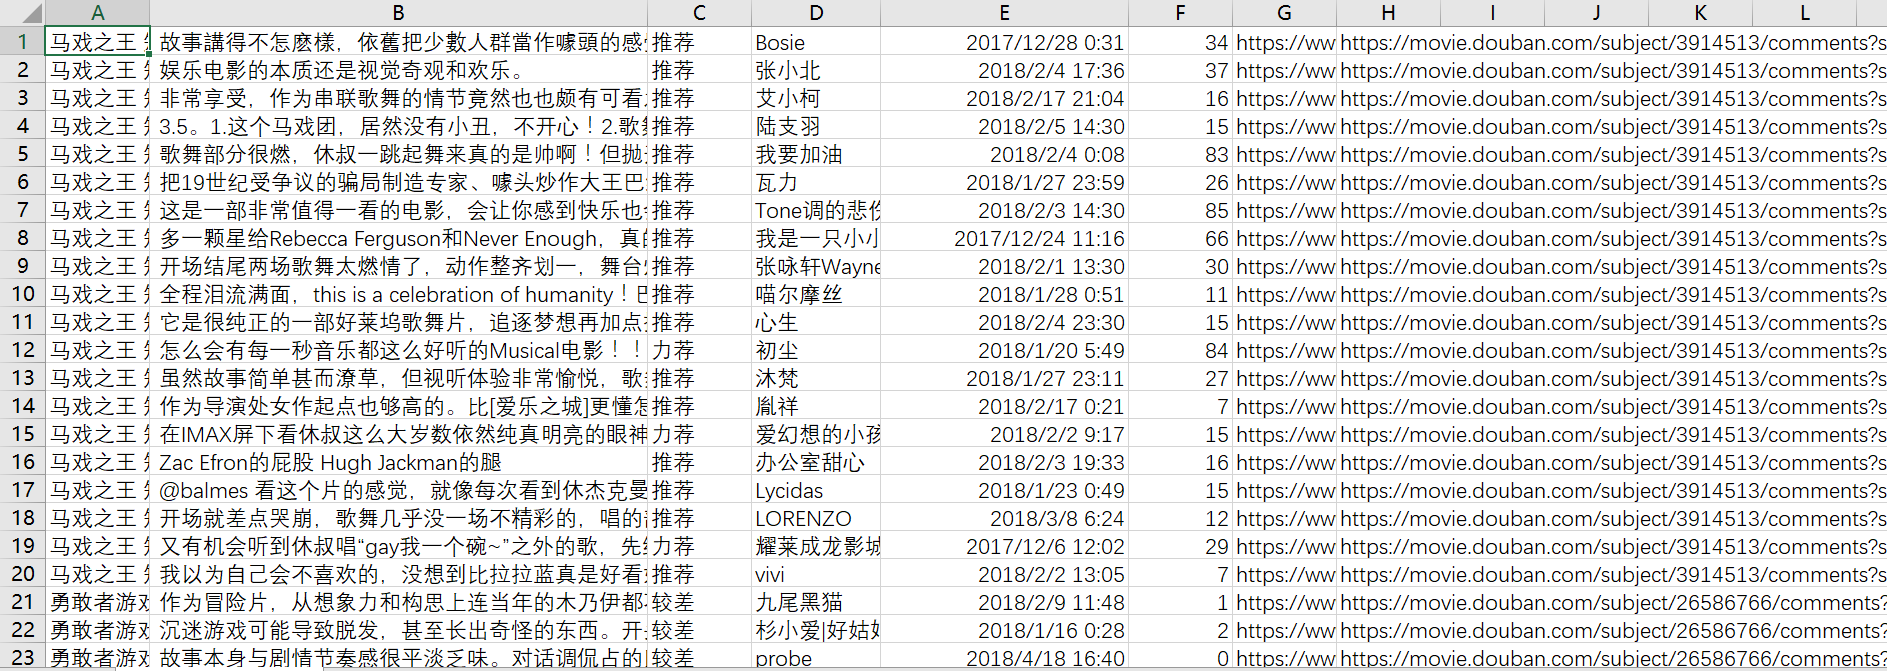 A B C D E F G H I J K L
1 马戏之王 故事講得不怎麽樣，依舊把少數人群當作噱頭的感 推荐 Bosie 2017/12/28 0:31 34 https://ww https://movie.douban.com/subject/3914513/comments?s
2 马戏之王 娱乐电影的本质还是视觉奇观和欢乐。 推荐 张小北 2018/2/4 17:36 37 https://ww https://movie.douban.com/subject/3914513/comments?s
3 马戏之王 非常享受，作为串联歌舞的情节竟然也也颇有可看 推荐 艾小柯 2018/2/17 21:04 16 https://ww https://movie.douban.com/subject/3914513/comments?s
4 马戏之王 3.5。1.这个马戏团，居然没有小丑，不开心！2.歌 推荐 陆支羽 2018/2/5 14:30 15 https://ww https://movie.douban.com/subject/3914513/comments?s
5 马戏之王 歌舞部分很燃，休叔一跳起舞来真的是帅啊！但抛 推荐 我要加油 2018/2/4 0:08 83 https://ww https://movie.douban.com/subject/3914513/comments?s
6 马戏之王 把19世纪受争议的骗局制造专家、噱头炒作大王巴 推荐 瓦力 2018/1/27 23:59 26 https://ww https://movie.douban.com/subject/3914513/comments?s
7 马戏之王 这是一部非常值得一看的电影，会让你感到快乐也 推荐 Tone调的悲伤 2018/2/3 14:30 85 https://ww https://movie.douban.com/subject/3914513/comments?s
8 马戏之王 多一颗星给Rebecca Ferguson和Never Enough，真的 推荐 我是一只小小 2017/12/24 11:16 66 https://ww https://movie.douban.com/subject/3914513/comments?s
9 马戏之王 开场结尾两场歌舞太燃情了，动作整齐划一，舞台 推荐 张咏轩Wayne 2018/2/1 13:30 30 https://ww https://movie.douban.com/subject/3914513/comments?s
10 马戏之王 全程泪流满面，this is a celebration of humanity！巴 推荐 喵尔摩丝 2018/1/28 0:51 11 https://ww https://movie.douban.com/subject/3914513/comments?s
11 马戏之王 它是很纯正的一部好莱坞歌舞片，追逐梦想再加点 推荐 心生 2018/2/4 23:30 15 https://ww https://movie.douban.com/subject/3914513/comments?s
12 马戏之王 怎么会有每一秒音乐都这么好听的Musical电影！！ 力荐 初尘 2018/1/20 5:49 84 https://ww https://movie.douban.com/subject/3914513/comments?s
13 马戏之王 虽然故事简单甚而潦草，但视听体验非常愉悦，歌 推荐 沐梵 2018/1/27 23:11 27 https://ww https://movie.douban.com/subject/3914513/comments?s
14 马戏之王 作为导演处女作起点也够高的。比[爱乐之城]更懂怎 推荐 胤祥 2018/2/17 0:21 7 https://ww https://movie.douban.com/subject/3914513/comments?s
15 马戏之王 在IMAX屏下看休叔这么大岁数依然纯真明亮的眼神 力荐 爱幻想的小孩 2018/2/2 9:17 15 https://ww https://movie.douban.com/subject/3914513/comments?s
16 马戏之王 Zac Efron的屁股 Hugh Jackman的腿 推荐 办公室甜心 2018/2/3 19:33 16 https://ww https://movie.douban.com/subject/3914513/comments?s
17 马戏之王 @balmes 看这个片的感觉，就像每次看到休杰克曼 推荐 Lycidas 2018/1/23 0:49 15 https://ww https://movie.douban.com/subject/3914513/comments?s
18 马戏之王 开场就差点哭崩，歌舞几乎没一场不精彩的，唱的 推荐 LORENZO 2018/3/8 6:24 12 https://ww https://movie.douban.com/subject/3914513/comments?s
19 马戏之王 又有机会听到休叔唱“gay我一个碗~”之外的歌，先 力荐 耀莱成龙影城 2017/12/6 12:02 29 https://ww https://movie.douban.com/subject/3914513/comments?s
20 马戏之王 我以为自己会不喜欢的，没想到比拉拉蓝真是好看 推荐 vivi 2018/2/2 13:05 7 https://ww https://movie.douban.com/subject/3914513/comments?s
21 勇敢者游戏 作为冒险片，从想象力和构思上连当年的木乃伊都 较差 九尾黑猫 2018/2/9 11:48 1 https://ww https://movie.douban.com/subject/26586766/comments?
22 勇敢者游戏 沉迷游戏可能导致脱发，甚至长出奇怪的东西。开 较差 杉小爱|好姑娘 2018/1/16 0:28 2 https://ww https://movie.douban.com/subject/26586766/comments?
23 勇敢者游戏 故事本身与剧情节奏感很平淡乏味。对话调侃占的 较差 probe 2018/4/18 16:40 0 https://ww https://movie.douban.com/subject/26586766/comments?